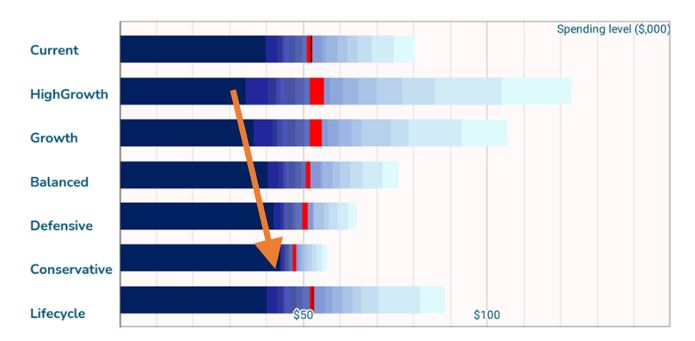 Spending level ($,000)
Current
HighGrowth
Growth
Balanced
Defensive
Conservative
Lifecycle
$50
$100